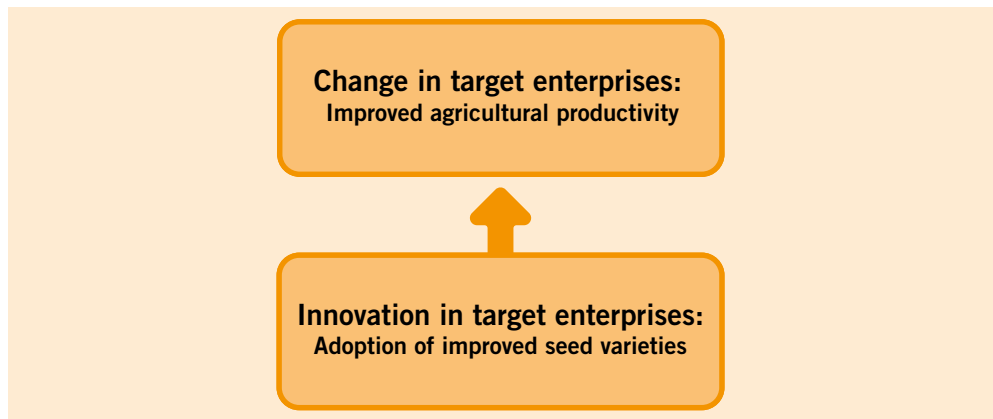 Change in target enterprises:
Improved agricultural productivity
Innovation in target enterprises:
Adoption of improved seed varieties